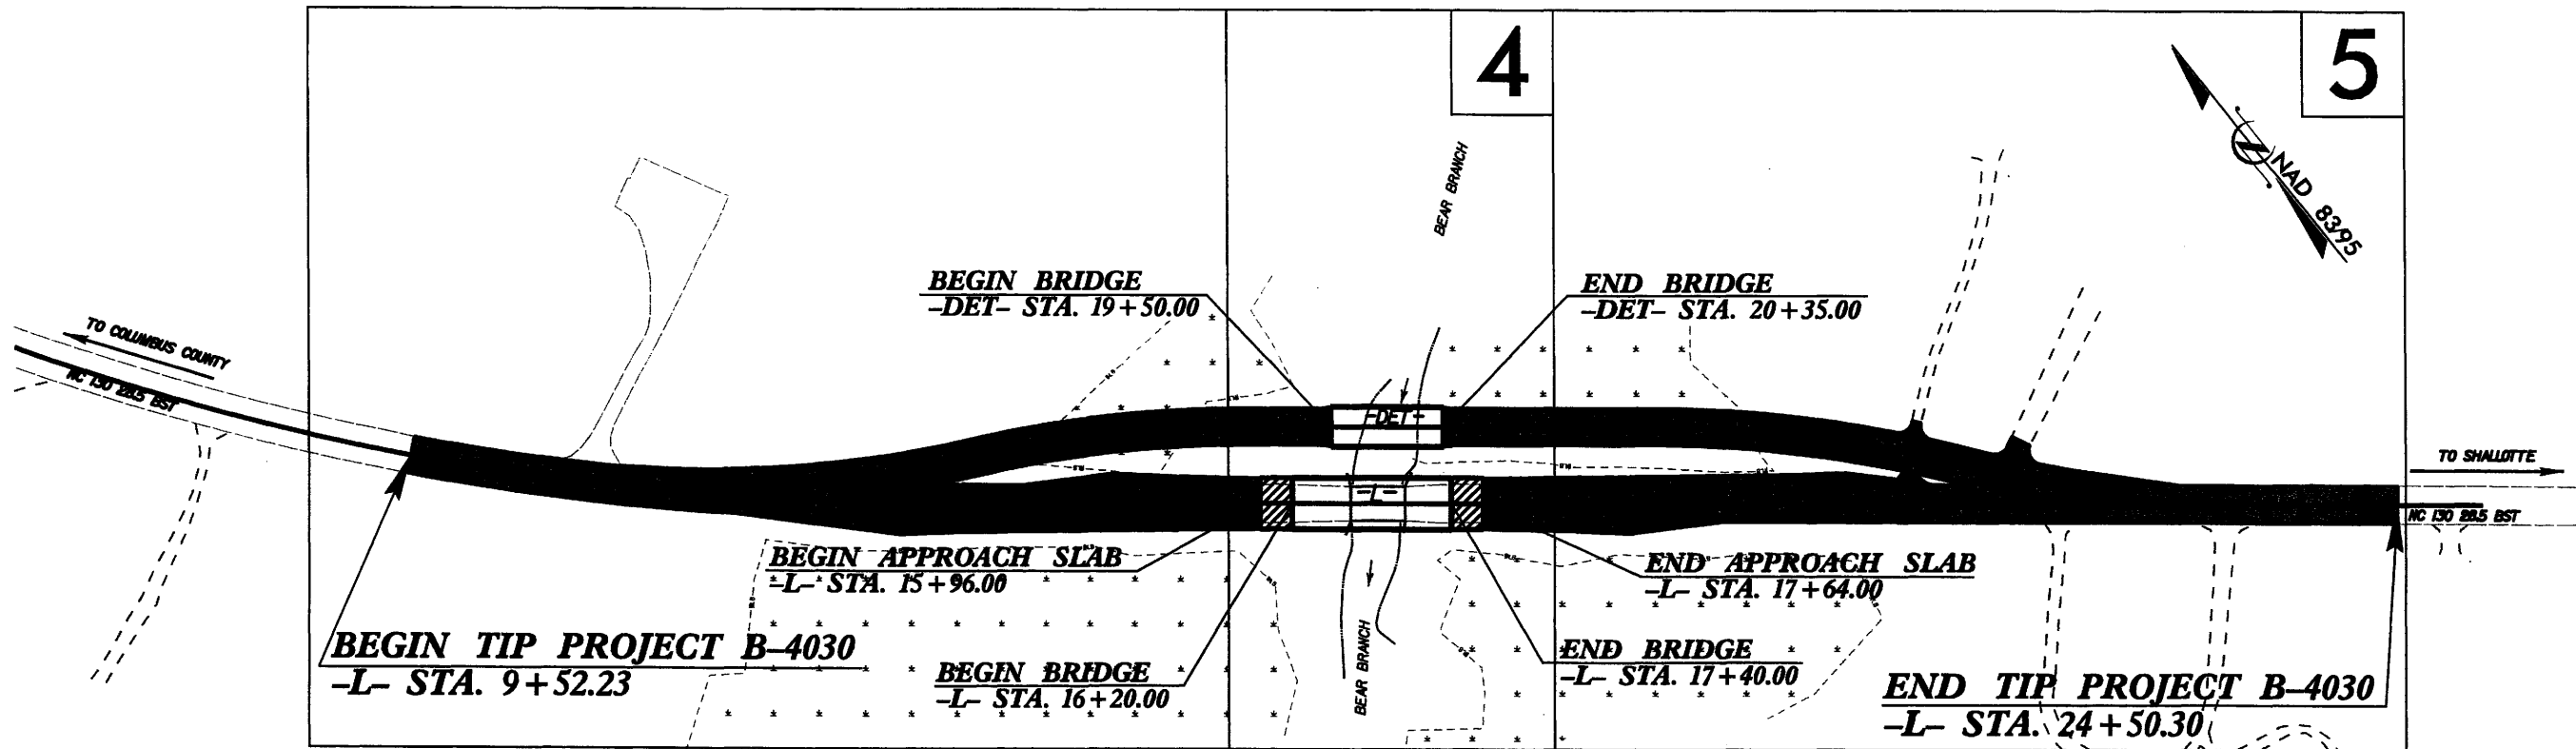 4
5
NAD 83/95
BEAR BRANCH
BEGIN BRIDGE
-DET- STA. 19+50.00
END BRIDGE
-DET- STA. 20+35.00
TO COLUMBUS COUNTY
NC 130 28.5 BST
-DET-
-L-
TO SHALLOTTE
NC 130 28.5 BST
BEGIN APPROACH SLAB
-L- STA. 15+96.00
END APPROACH SLAB
-L- STA. 17+64.00
BEGIN TIP PROJECT B-4030
-L- STA. 9+52.23
BEGIN BRIDGE
-L- STA. 16+20.00
BEAR BRANCH
END BRIDGE
-L- STA. 17+40.00
END TIP PROJECT B-4030
-L- STA. 24+50.30